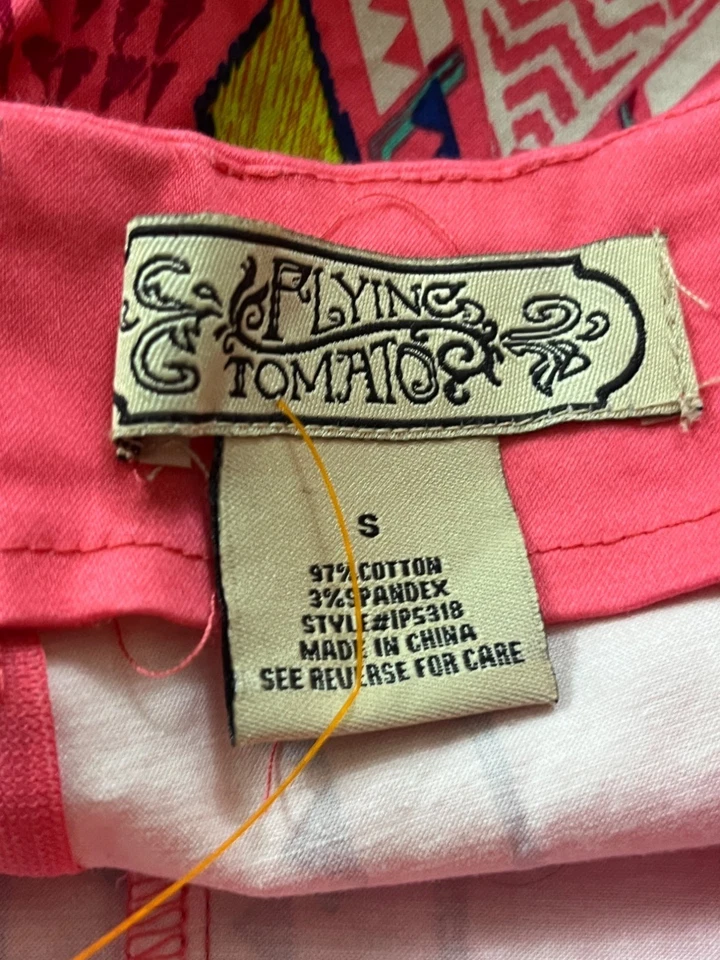 FLYING
TOMATO
S
97% COTTON
3% SPANDEX
STYLE#IP5318
MADE IN CHINA
SEE REVERSE FOR CARE